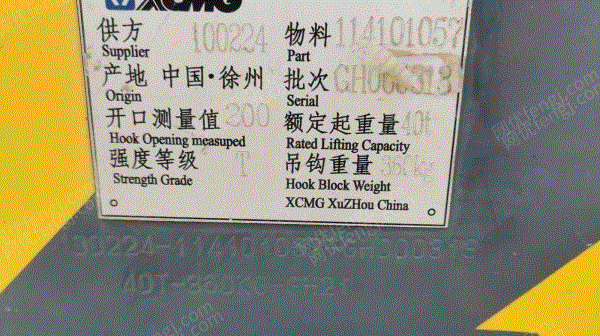 XCMG
供方 100224 物料 114101057
Supplier Part
产地 中国·徐州 批次
Origin Serial
开口测量值 200 额定起重量 40t
Hook Opening measuped Rated Lifting Capacity
强度等级 T 吊钩重量 360kg
Strength Grade Hook Block Weight
XCMG XuZHou China